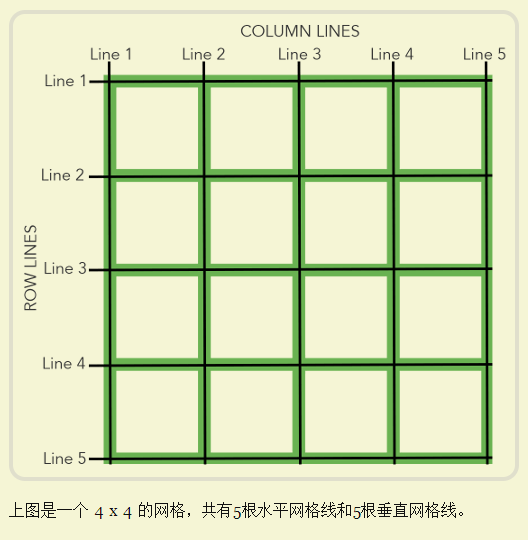 COLUMN LINES
Line 1 Line 2 Line 3 Line 4 Line 5
Line 1
Line 2
ROW LINES
Line 3
Line 4
Line 5
上图是一个 4 x 4 的网格，共有5根水平网格线和5根垂直网格线。